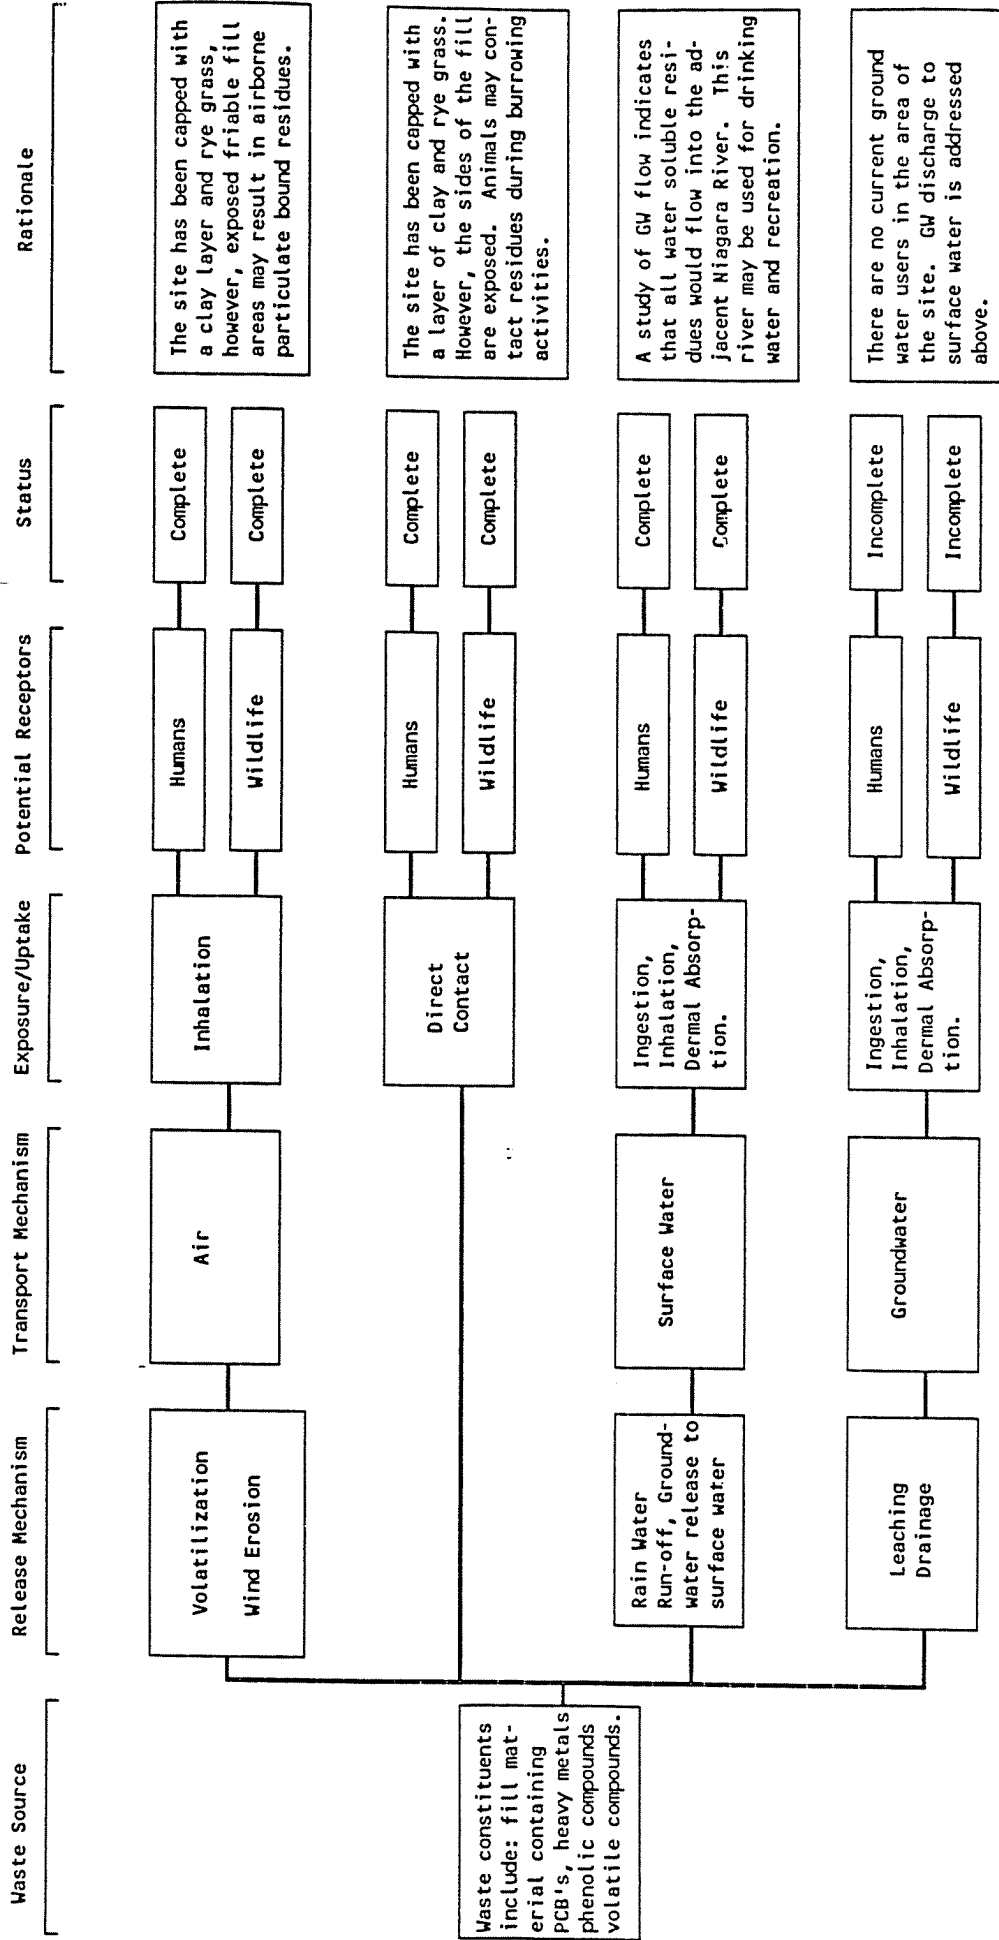 Waste Source
Release Mechanism
Transport Mechanism
Exposure/Uptake
Potential Receptors
Status
Rationale
Waste constituents
include: fill mat-
erial containing
PCB's, heavy metals
phenolic compounds
volatile compounds.
Volatilization
Wind Erosion
Air
Inhalation
Humans
Complete
Wildlife
Complete
The site has been capped with
a clay layer and rye grass,
however, exposed friable fill
areas may result in airborne
particulate bound residues.
Direct
Contact
Humans
Complete
Wildlife
Complete
The site has been capped with
a layer of clay and rye grass.
However, the sides of the fill
are exposed. Animals may con-
tact residues during burrowing
activities.
Rain Water
Run-off, Ground-
water release to
surface water
Surface Water
Ingestion,
Inhalation,
Dermal Absorp-
tion.
Humans
Complete
Wildlife
Complete
A study of GW flow indicates
that all water soluble resi-
dues would flow into the ad-
jacent Niagara River. This
river may be used for drinking
water and recreation.
Leaching
Drainage
Groundwater
Ingestion,
Inhalation,
Dermal Absorp-
tion.
Humans
Incomplete
Wildlife
Incomplete
There are no current ground
water users in the area of
the site. GW discharge to
surface water is addressed
above.